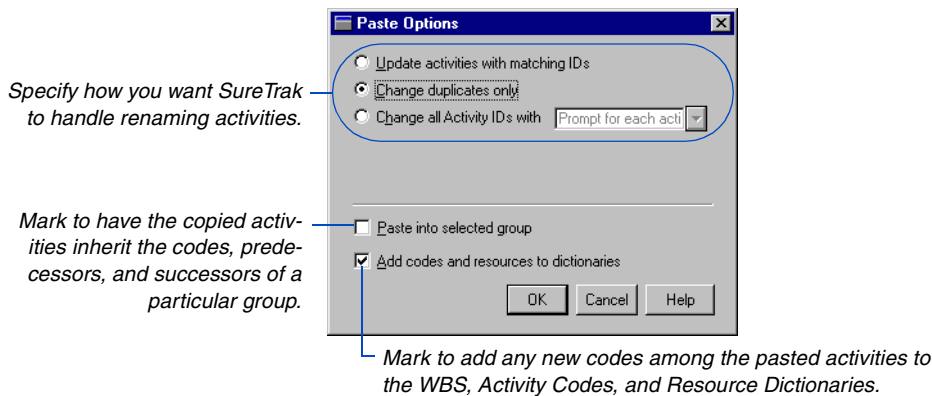 Paste Options
Update activities with matching IDs
Specify how you want SureTrak
to handle renaming activities.
Change duplicates only
Change all Activity IDs with Prompt for each acti
Mark to have the copied activ-
ities inherit the codes, prede-
cessors, and successors of a
particular group.
Paste into selected group
Add codes and resources to dictionaries
OK Cancel Help
Mark to add any new codes among the pasted activities to
the WBS, Activity Codes, and Resource Dictionaries.